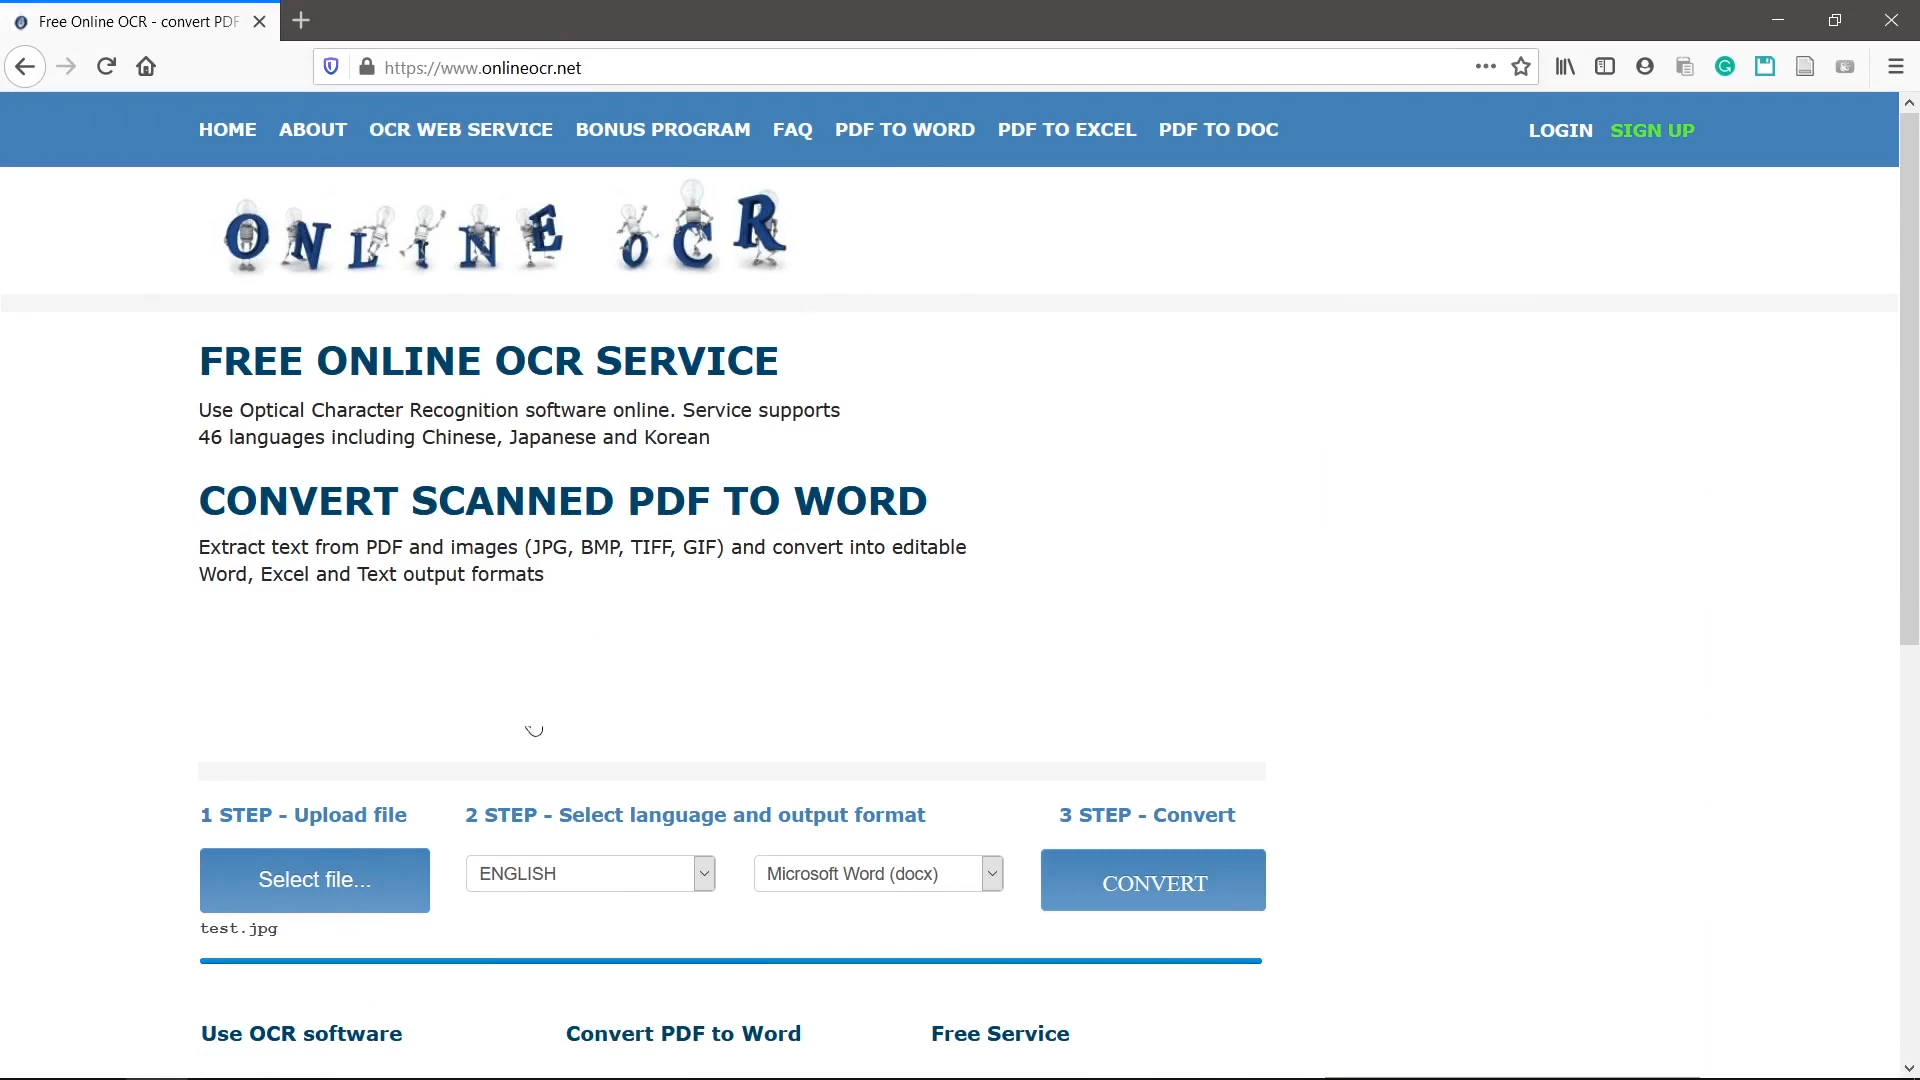 Free Online OCR - convert PDF
https://www.onlineocr.net
HOME ABOUT OCR WEB SERVICE BONUS PROGRAM FAQ PDF TO WORD PDF TO EXCEL PDF TO DOC LOGIN SIGN UP
ONLINE OCR
FREE ONLINE OCR SERVICE
Use Optical Character Recognition software online. Service supports
46 languages including Chinese, Japanese and Korean
CONVERT SCANNED PDF TO WORD
Extract text from PDF and images (JPG, BMP, TIFF, GIF) and convert into editable
Word, Excel and Text output formats
1 STEP - Upload file 2 STEP - Select language and output format 3 STEP - Convert
Select file... ENGLISH Microsoft Word (docx) CONVERT
test.jpg
Use OCR software Convert PDF to Word Free Service